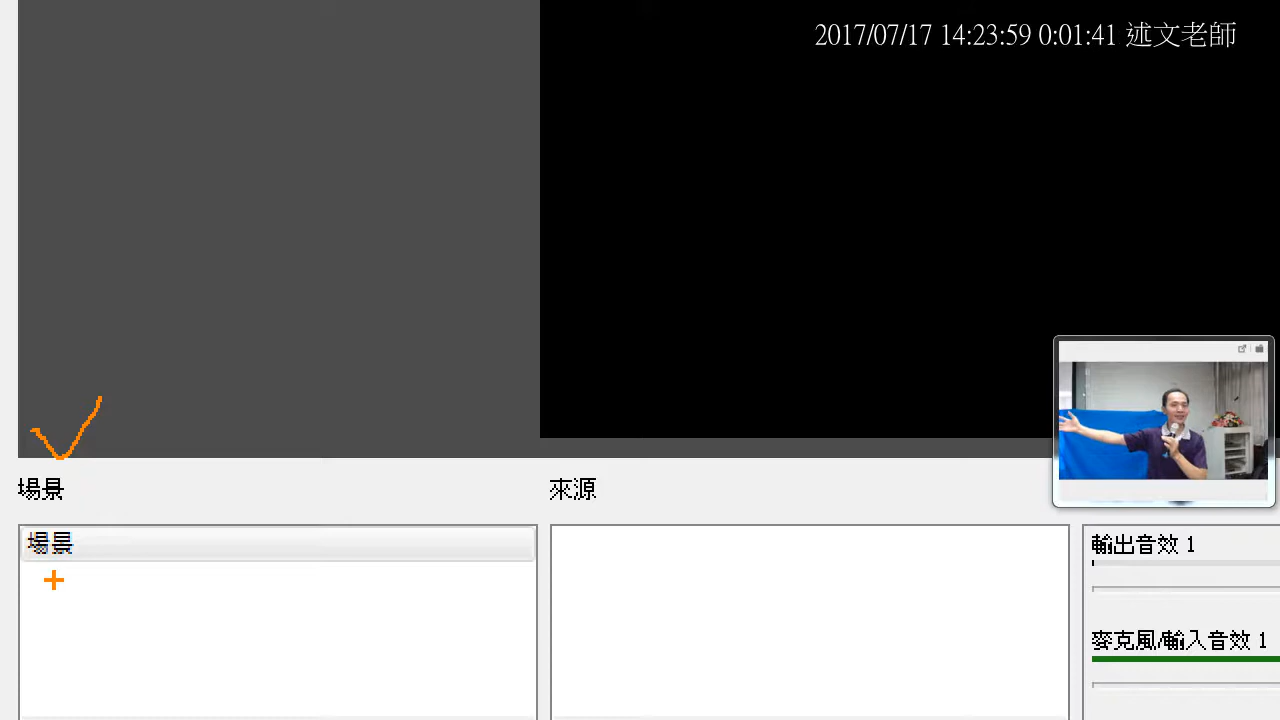 2017/07/17 14:23:59 0:01:41 述文老師
場景
來源
場景
輸出音效 1
麥克風/輸入音效 1